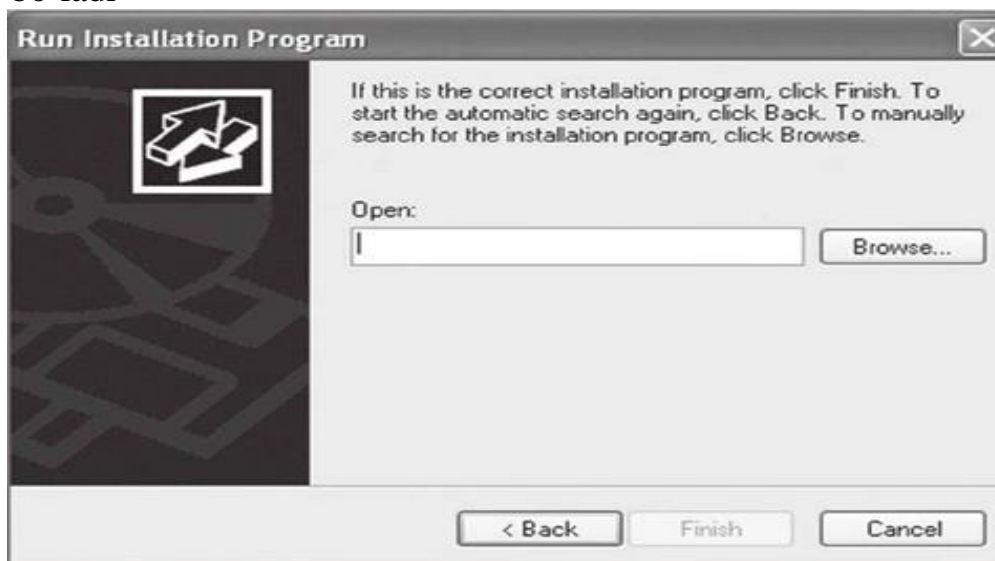 Run Installation Program
If this is the correct installation program, click Finish. To
start the automatic search again, click Back. To manually
search for the installation program, click Browse.
Open:
Browse...
< Back
Finish
Cancel